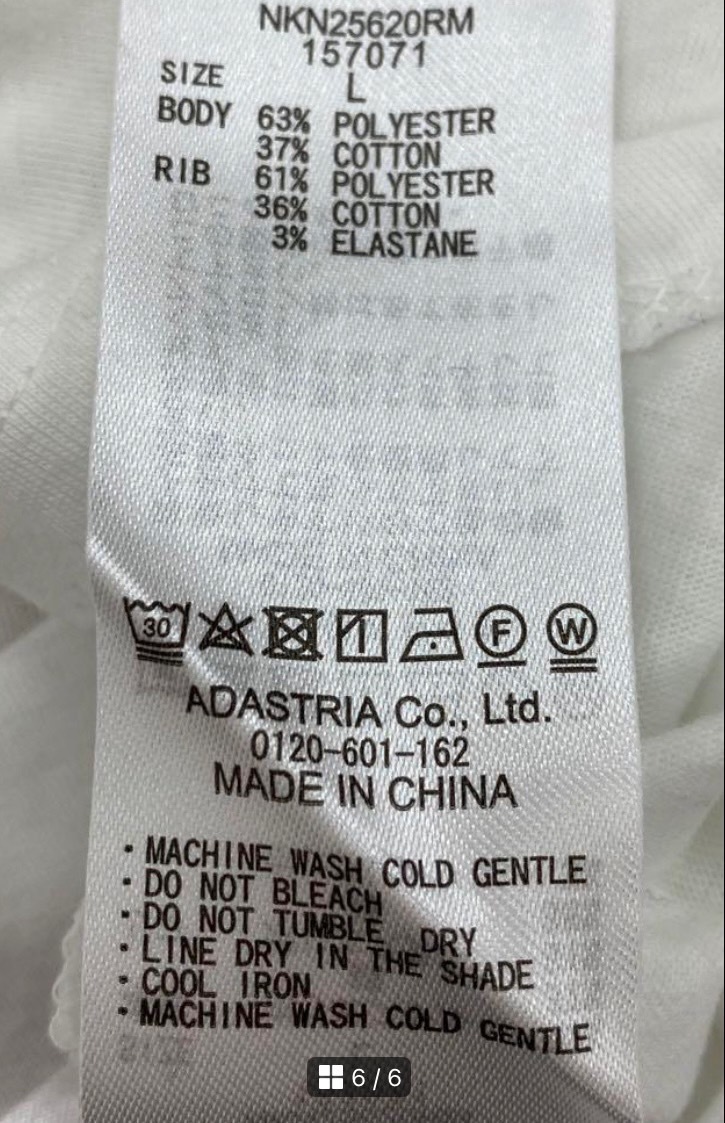 NKN25620RM
157071
SIZE L
BODY 63% POLYESTER
37% COTTON
RIB 61% POLYESTER
36% COTTON
3% ELASTANE
30 F W
ADASTRIA Co., Ltd.
0120-601-162
MADE IN CHINA
・MACHINE WASH COLD GENTLE
・DO NOT BLEACH
・DO NOT TUMBLE DRY
・LINE DRY IN THE SHADE
・COOL IRON
・MACHINE WASH COLD GENTLE
6 / 6